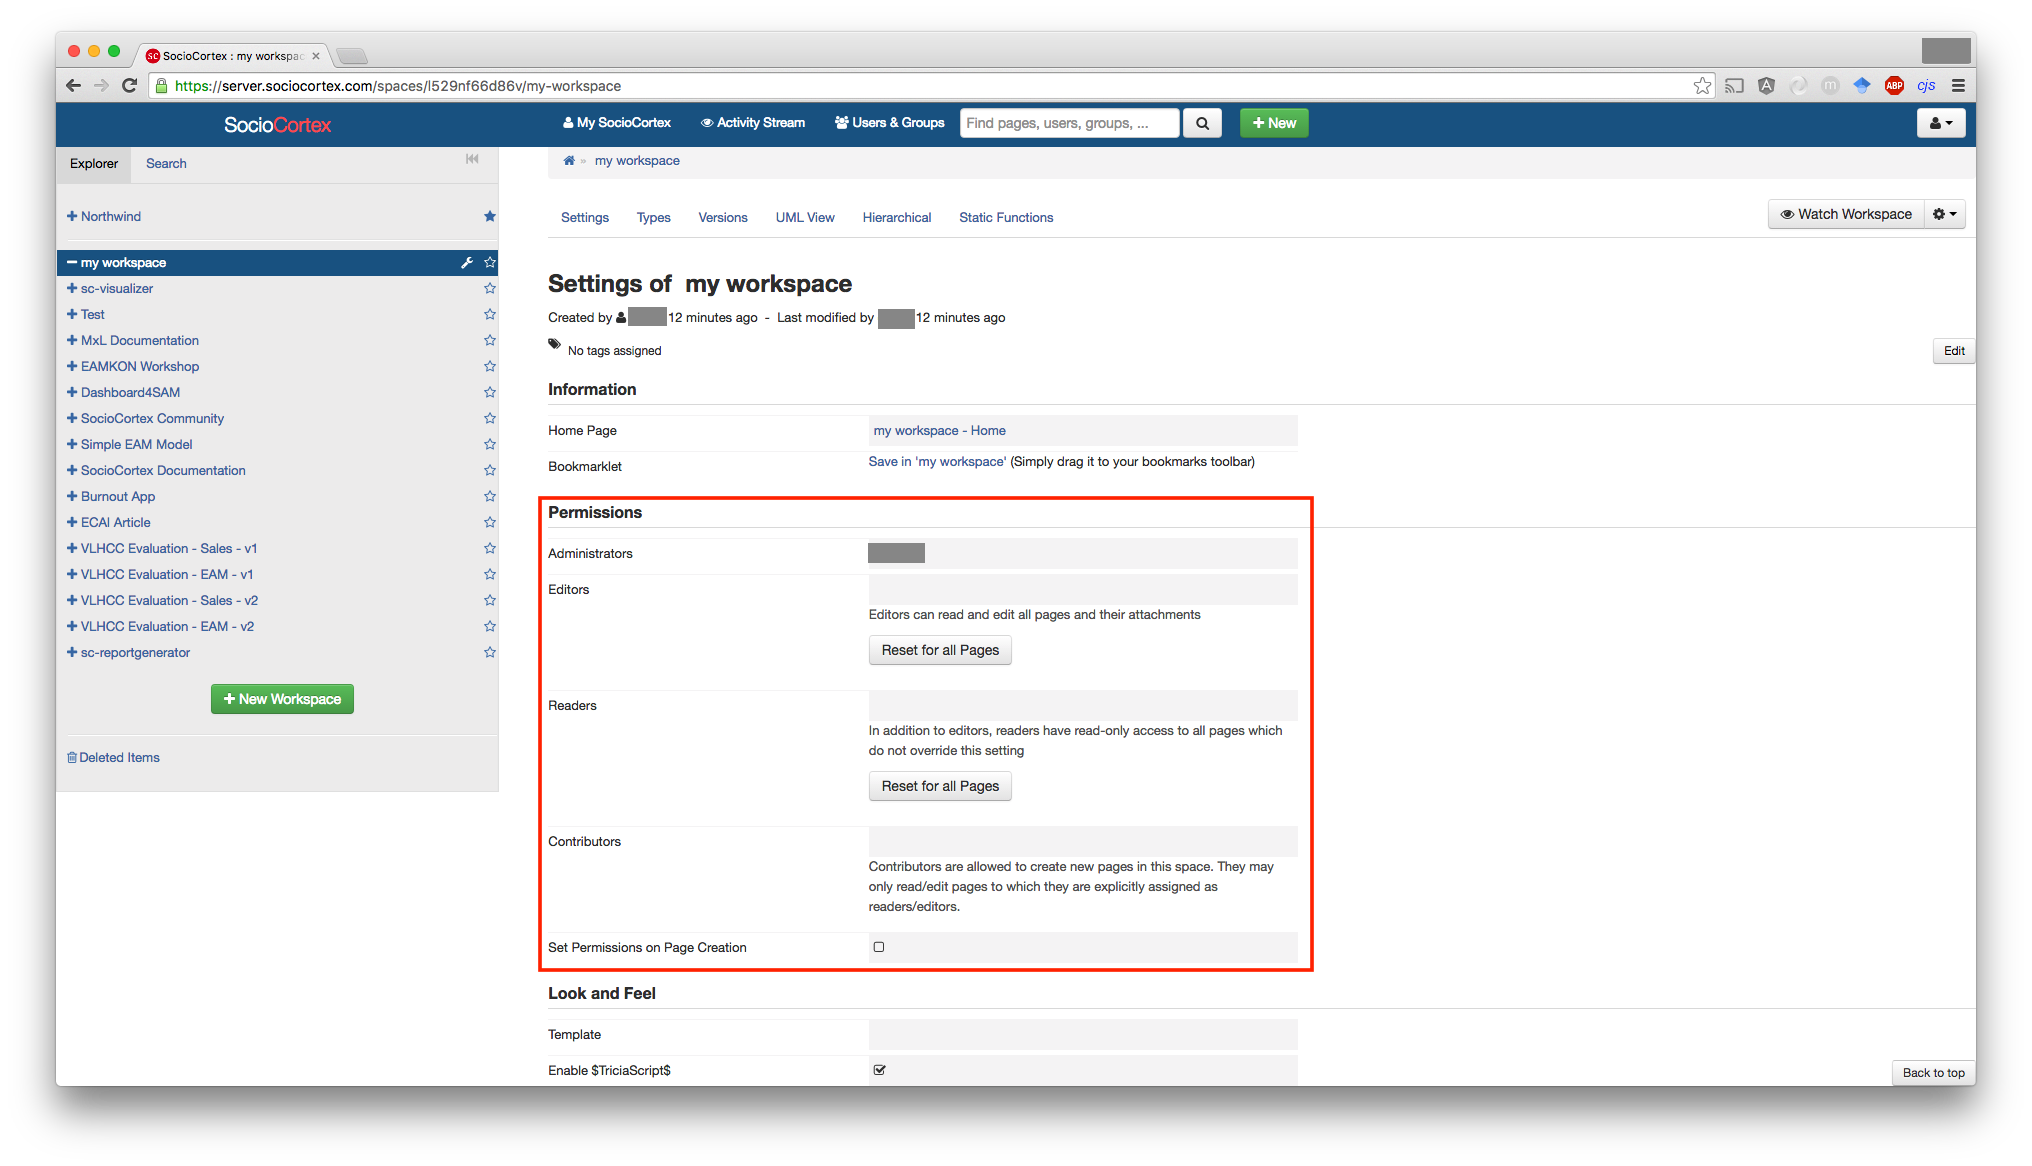 SocioCortex : my workspac
https://server.sociocortex.com/spaces/l529nf66d86v/my-workspace
ABP
cjs
SocioCortex
My SocioCortex
Activity Stream
Users & Groups
Find pages, users, groups, ...
+ New
Explorer
Search
my workspace
Northwind
my workspace
sc-visualizer
Test
MxL Documentation
EAMKON Workshop
Dashboard4SAM
SocioCortex Community
Simple EAM Model
SocioCortex Documentation
Burnout App
ECAI Article
VLHCC Evaluation - Sales - v1
VLHCC Evaluation - EAM - v1
VLHCC Evaluation - Sales - v2
VLHCC Evaluation - EAM - v2
sc-reportgenerator
+ New Workspace
Deleted Items
Settings
Types
Versions
UML View
Hierarchical
Static Functions
Watch Workspace
Settings of my workspace
Created by 12 minutes ago - Last modified by 12 minutes ago
No tags assigned
Edit
Information
Home Page
my workspace - Home
Bookmarklet
Save in 'my workspace' (Simply drag it to your bookmarks toolbar)
Permissions
Administrators
Editors
Editors can read and edit all pages and their attachments
Reset for all Pages
Readers
In addition to editors, readers have read-only access to all pages which
do not override this setting
Reset for all Pages
Contributors
Contributors are allowed to create new pages in this space. They may
only read/edit pages to which they are explicitly assigned as
readers/editors.
Set Permissions on Page Creation
Look and Feel
Template
Enable $TriciaScript$
Back to top